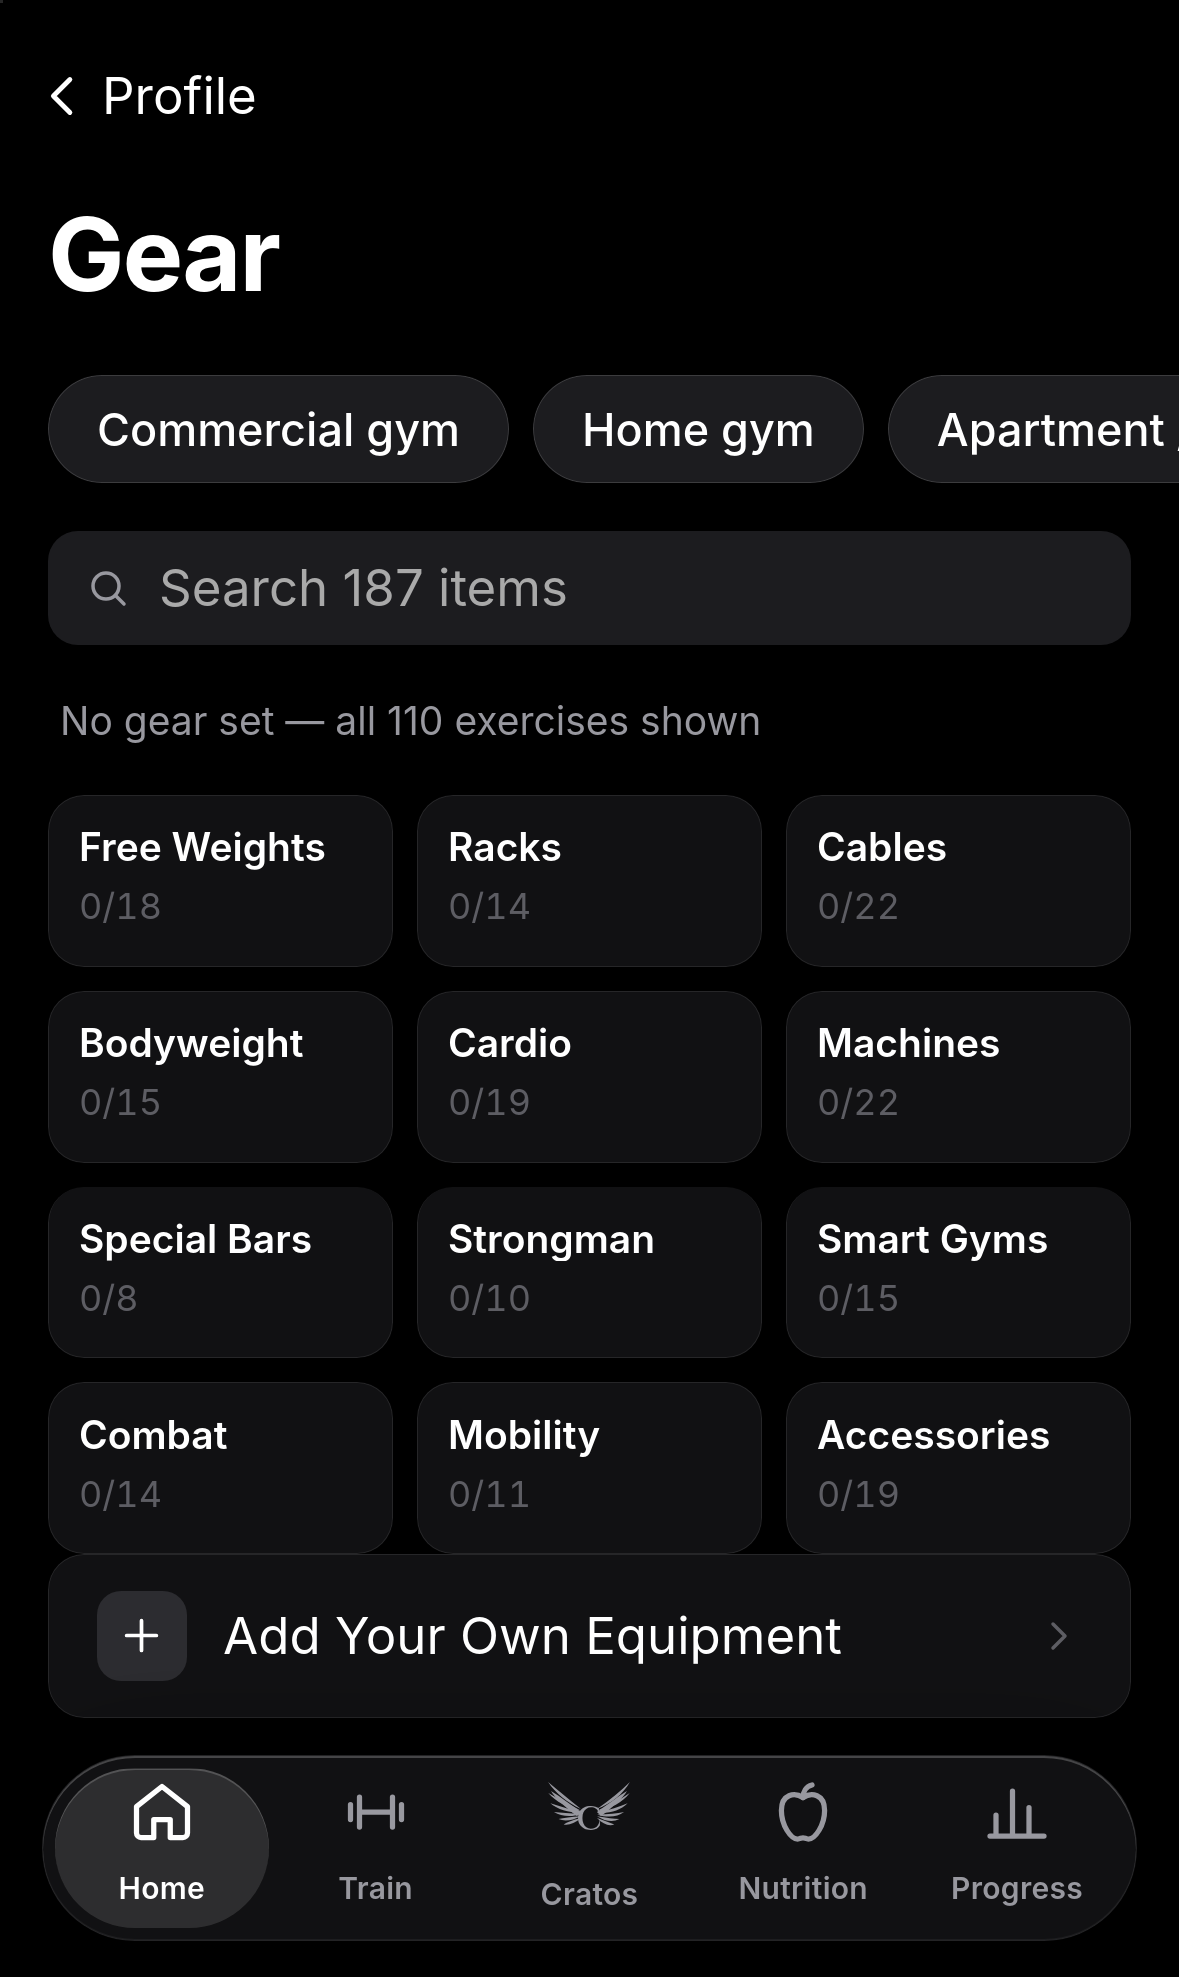 Profile
Gear
Commercial gym Home gym Apartment
Search 187 items
No gear set — all 110 exercises shown
Free Weights Racks Cables
0/18 0/14 0/22
Bodyweight Cardio Machines
0/15 0/19 0/22
Special Bars Strongman Smart Gyms
0/8 0/10 0/15
Combat Mobility Accessories
0/14 0/11 0/19
Add Your Own Equipment
C
Home Train Cratos Nutrition Progress